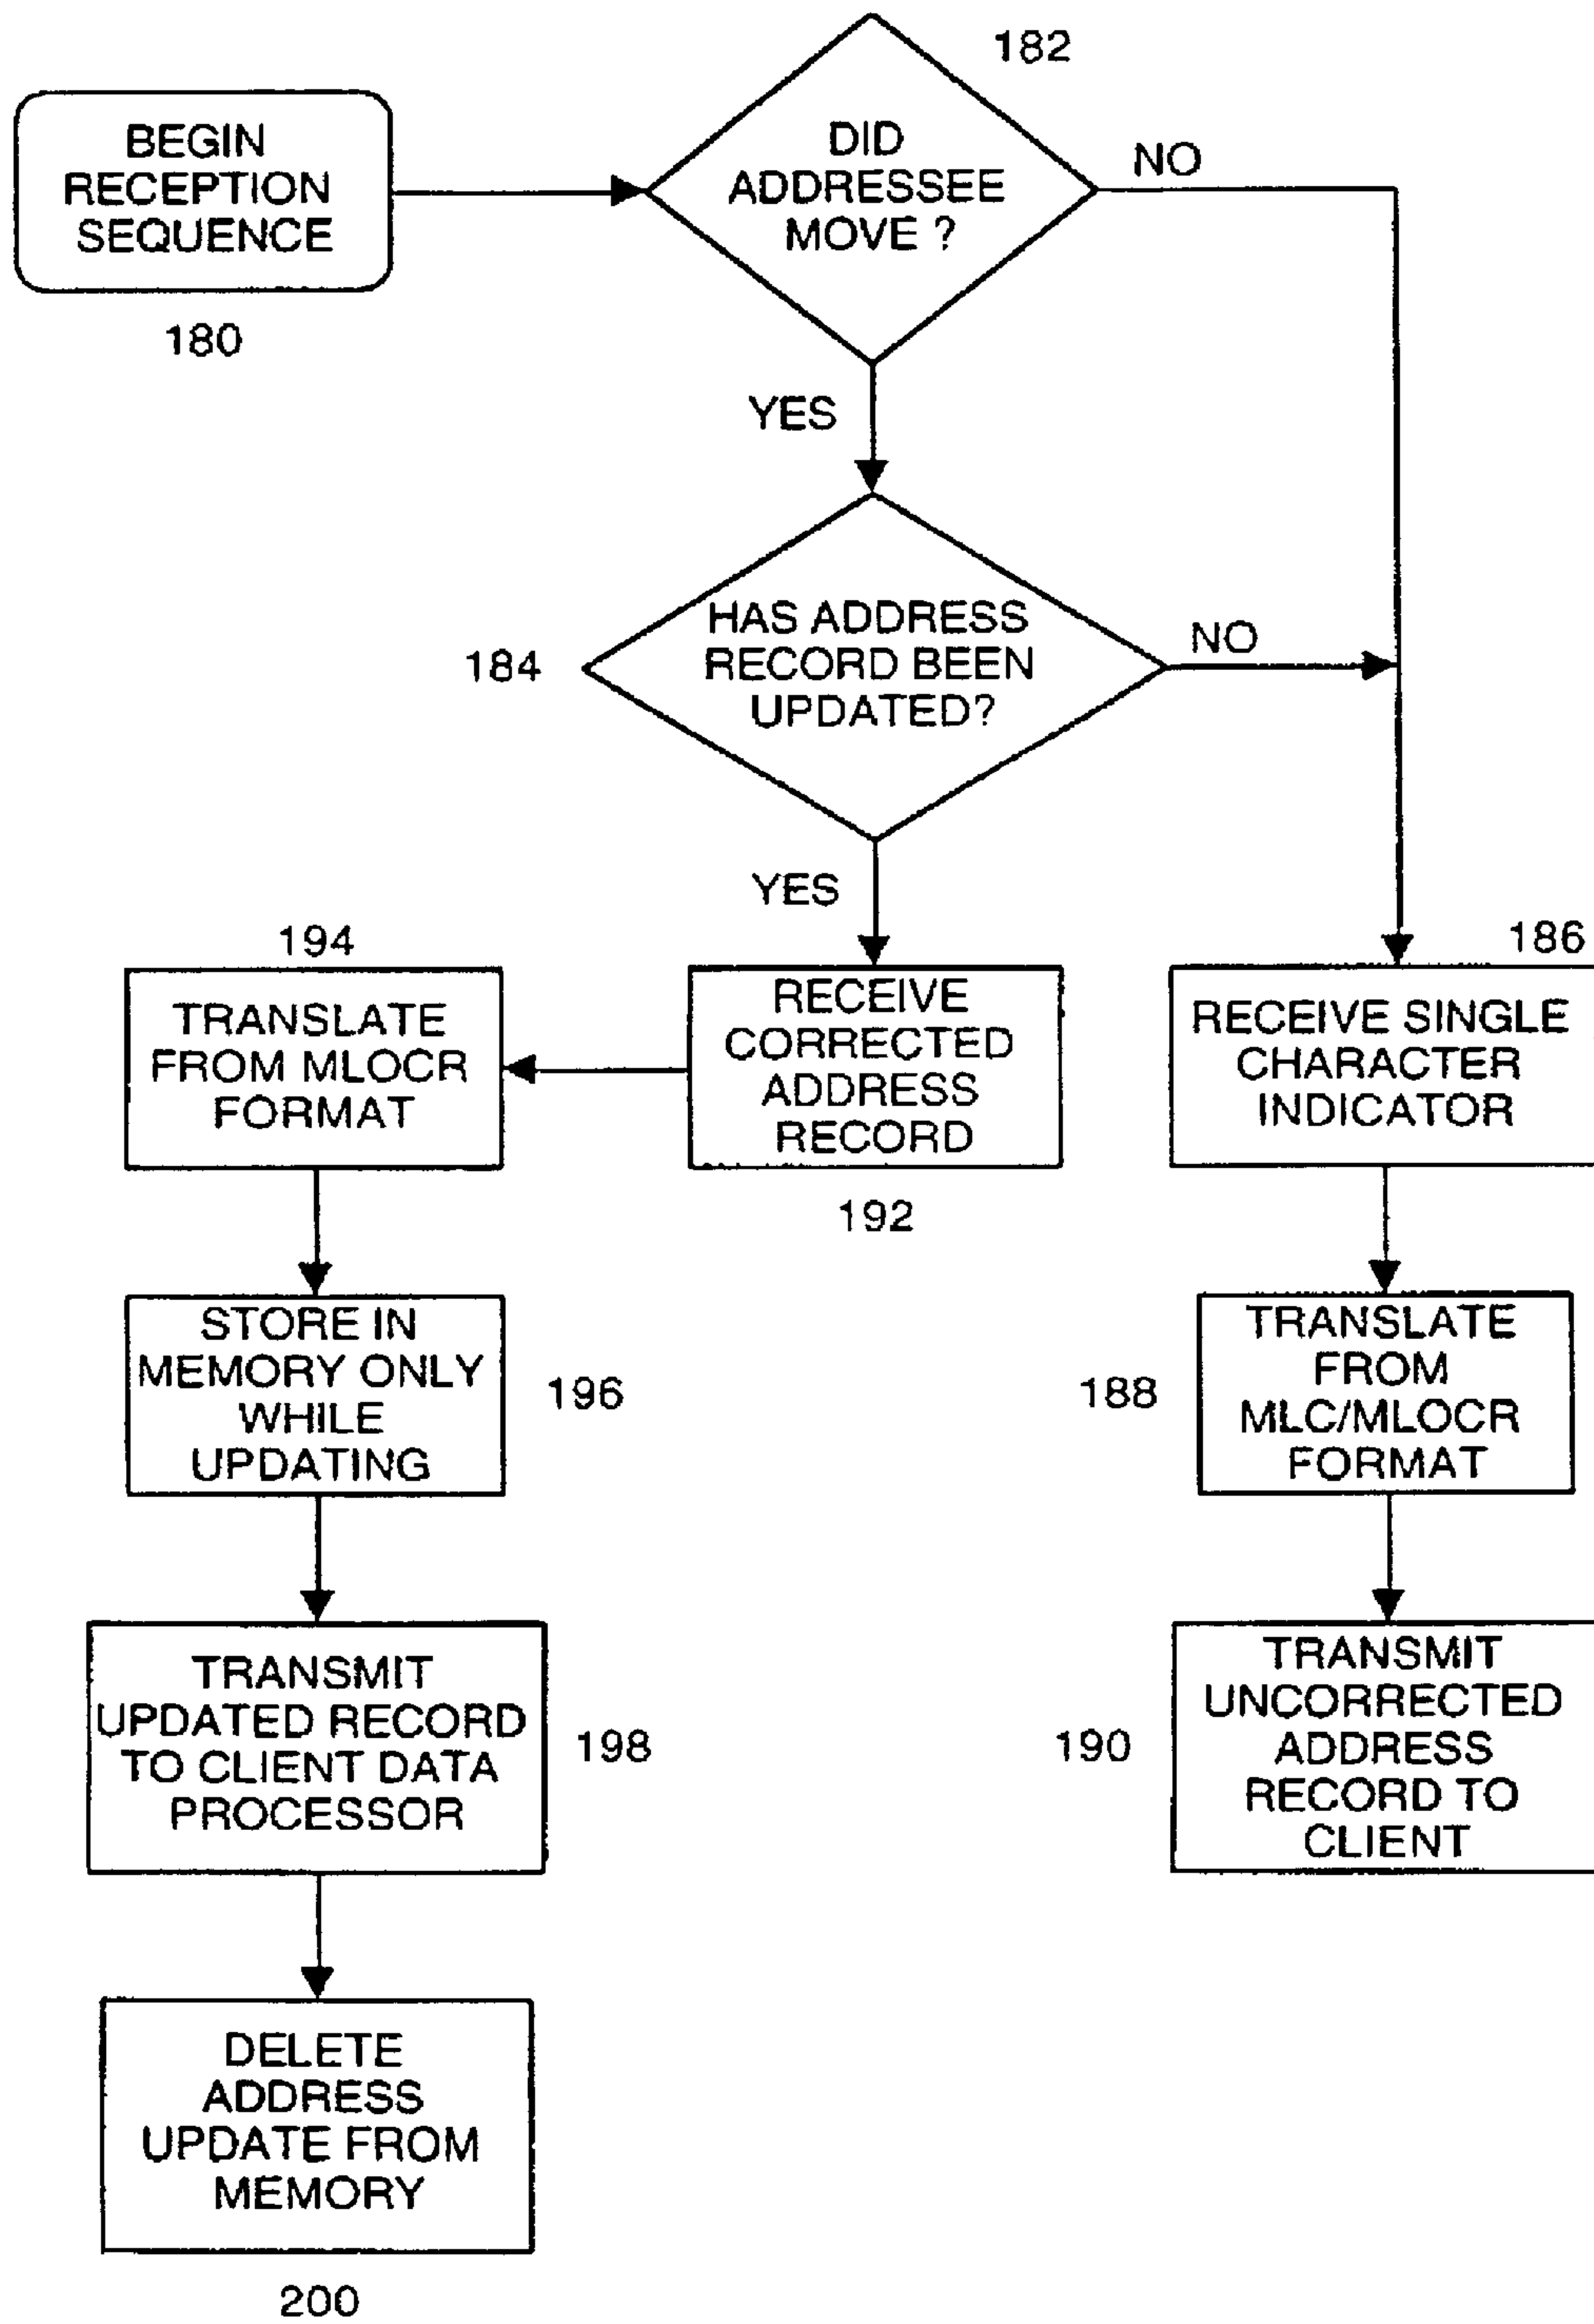 182
BEGIN
RECEPTION
SEQUENCE
180
DID
ADDRESSEE
MOVE ?
NO
YES
184
HAS ADDRESS
RECORD BEEN
UPDATED?
NO
YES
194
TRANSLATE
FROM MLOCR
FORMAT
RECEIVE
CORRECTED
ADDRESS
RECORD
192
186
RECEIVE SINGLE
CHARACTER
INDICATOR
STORE IN
MEMORY ONLY
WHILE
UPDATING
196
188
TRANSLATE
FROM
MLC/MLOCR
FORMAT
TRANSMIT
UPDATED RECORD
TO CLIENT DATA
PROCESSOR
198
190
TRANSMIT
UNCORRECTED
ADDRESS
RECORD TO
CLIENT
DELETE
ADDRESS
UPDATE FROM
MEMORY
200